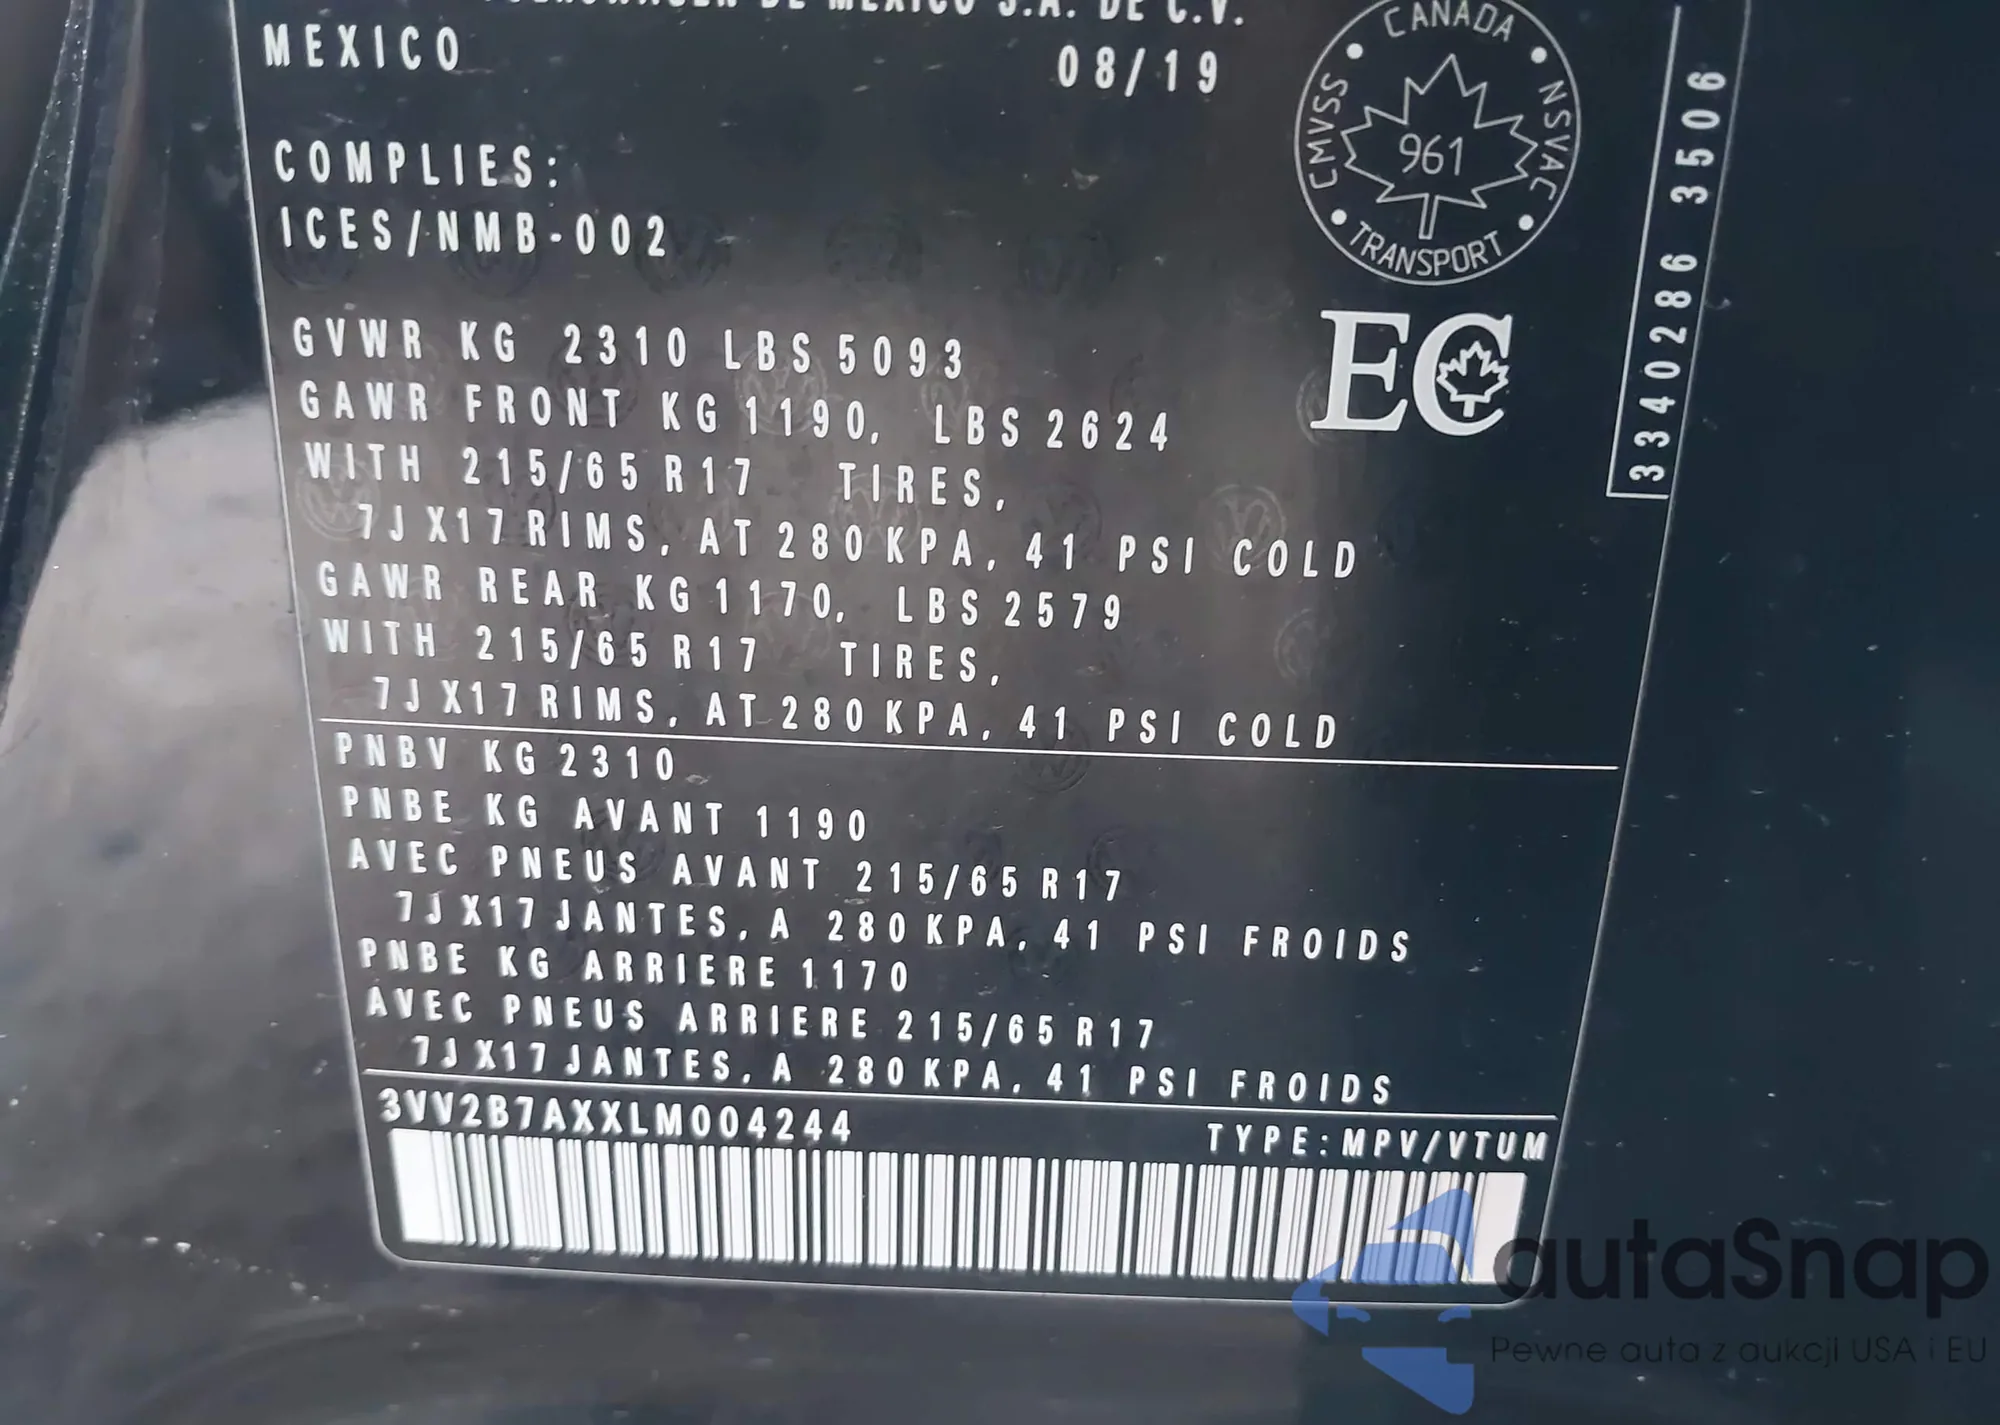 DE MEXICO S.A. DE C.V.
MEXICO 08/19
CANADA
CMVSS
NSVAC
961
TRANSPORT
COMPLIES:
ICES/NMB-002
EC
3340286 3506
GVWR KG 2310 LBS 5093
GAWR FRONT KG 1190, LBS 2624
WITH 215/65 R17 TIRES,
7J X17 RIMS, AT 280 KPA, 41 PSI COLD
GAWR REAR KG 1170, LBS 2579
WITH 215/65 R17 TIRES,
7J X17 RIMS, AT 280 KPA, 41 PSI COLD
PNBV KG 2310
PNBE KG AVANT 1190
AVEC PNEUS AVANT 215/65 R17
7J X17 JANTES, A 280 KPA, 41 PSI FROIDS
PNBE KG ARRIERE 1170
AVEC PNEUS ARRIERE 215/65 R17
7J X17 JANTES, A 280 KPA, 41 PSI FROIDS
3VV2B7AXXLM004244 TYPE:MPV/VTUM
autaSnap
Pewne auta z aukcji USA i EU